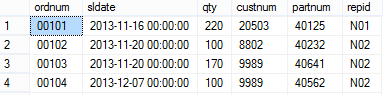 ordnum sldate qty custnum partnum repid
1 00101 2013-11-16 00:00:00 220 20503 40125 N01
2 00102 2013-11-20 00:00:00 100 8802 40232 N02
3 00103 2013-11-20 00:00:00 170 9989 40641 N02
4 00104 2013-12-07 00:00:00 100 9989 40562 N02